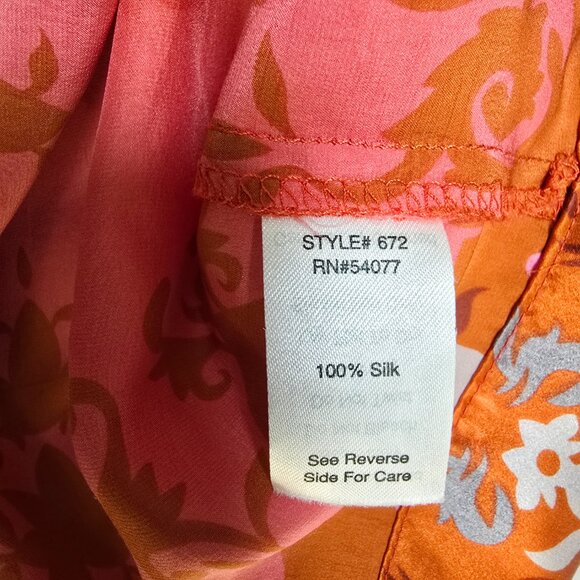 STYLE# 672
RN#54077
100% Silk
See Reverse
Side For Care